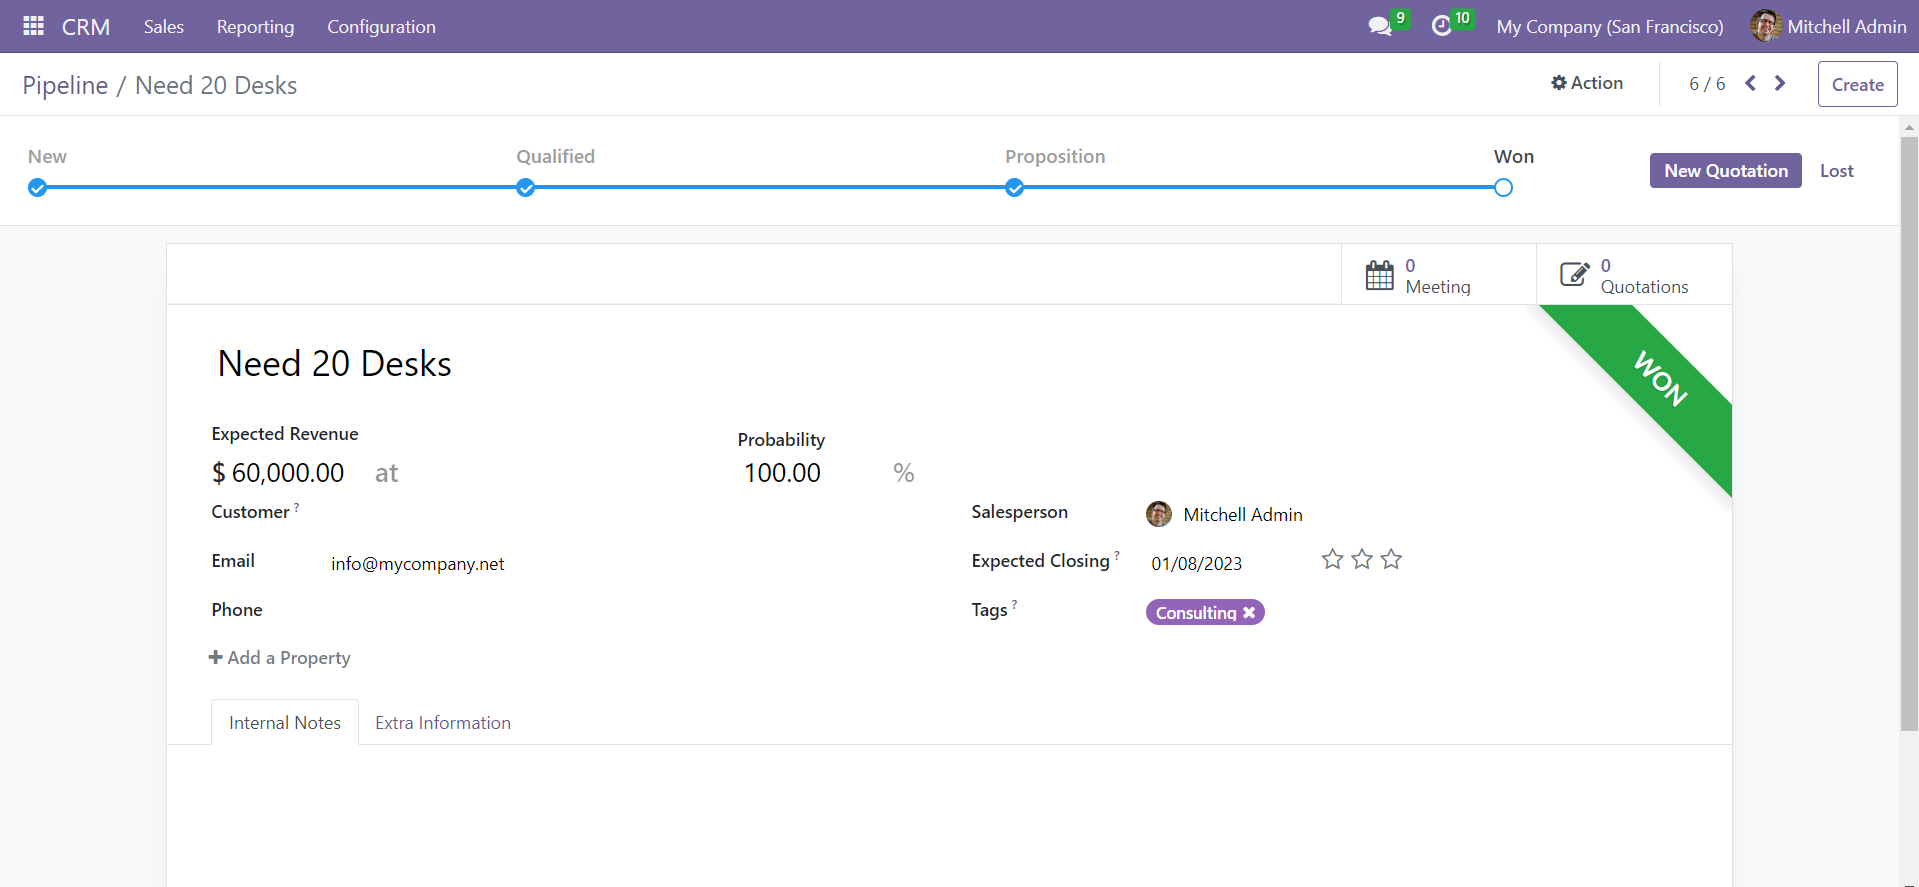 CRM Sales Reporting Configuration 9 10 My Company (San Francisco) Mitchell Admin
Pipeline / Need 20 Desks Action 6 / 6 Create
New Qualified Proposition Won New Quotation Lost
0 Meeting 0 Quotations
WON
Need 20 Desks
Expected Revenue Probability
$ 60,000.00 at 100.00 %
Customer ? Salesperson Mitchell Admin
Email info@mycompany.net Expected Closing ? 01/08/2023
Phone Tags ? Consulting
Add a Property
Internal Notes Extra Information